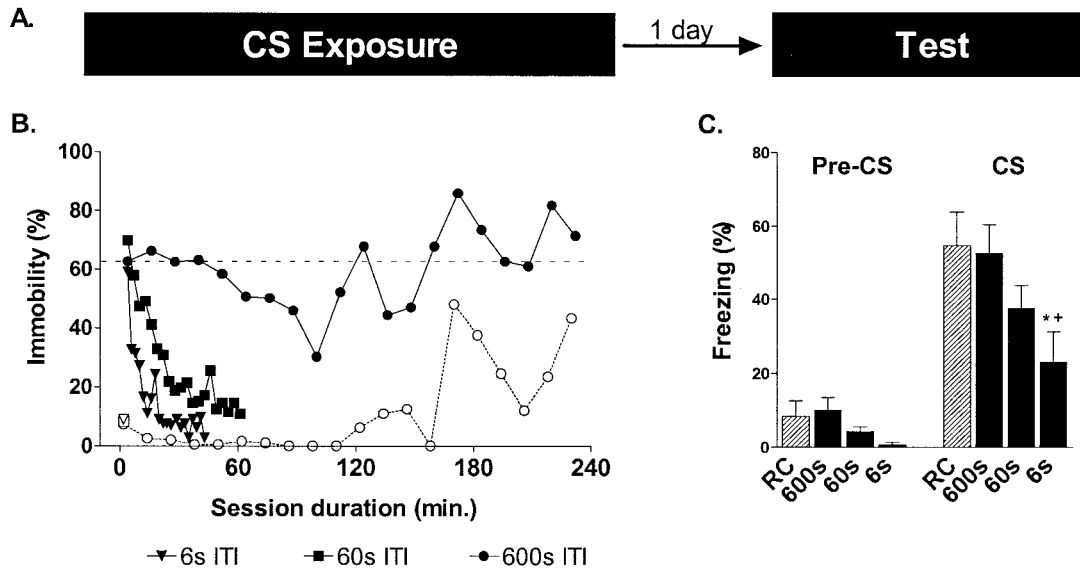 A.
CS Exposure
1 day
Test
B.
100
80
60
40
20
0
Immobility (%)
0
60
120
180
240
Session duration (min.)
6s ITI
60s ITI
600s ITI
C.
80
60
40
20
0
Freezing (%)
Pre-CS
CS
*+
RC
600s
60s
6s
RC
600s
60s
6s